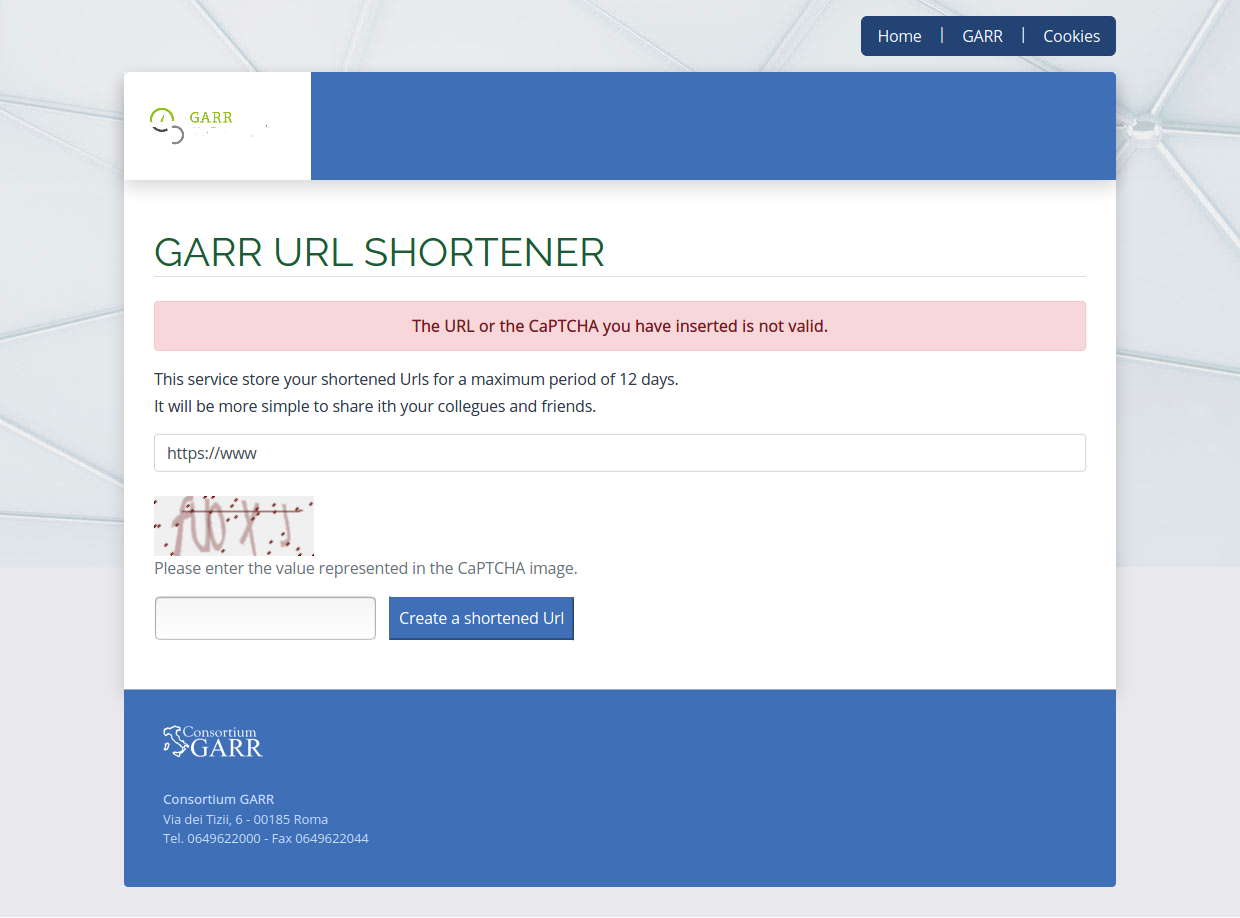 Home | GARR | Cookies
GARR
GARR URL SHORTENER
The URL or the CaPTCHA you have inserted is not valid.
This service store your shortened Urls for a maximum period of 12 days.
It will be more simple to share ith your collegues and friends.
https://www
Please enter the value represented in the CaPTCHA image.
Create a shortened Url
Consortium
GARR
Consortium GARR
Via dei Tizii, 6 - 00185 Roma
Tel. 0649622000 - Fax 0649622044